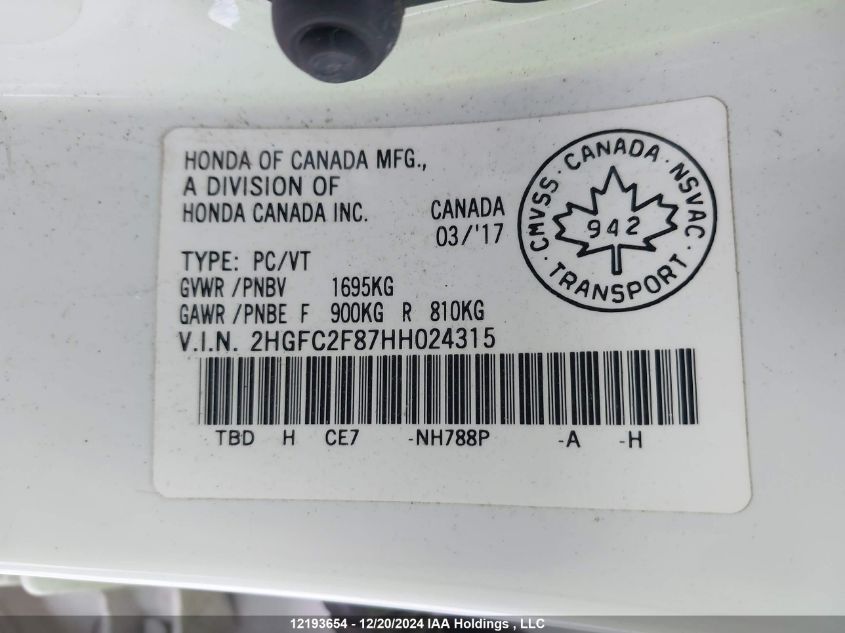 HONDA OF CANADA MFG.,
A DIVISION OF
HONDA CANADA INC.
CANADA
03/'17
CMVSS · CANADA · NSVAC
942
· TRANSPORT ·
TYPE: PC/VT
GVWR /PNBV 1695KG
GAWR /PNBE F 900KG R 810KG
V.I.N. 2HGFC2F87HH024315
TBD H CE7 -NH788P -A -H
12193654 - 12/20/2024 IAA Holdings , LLC